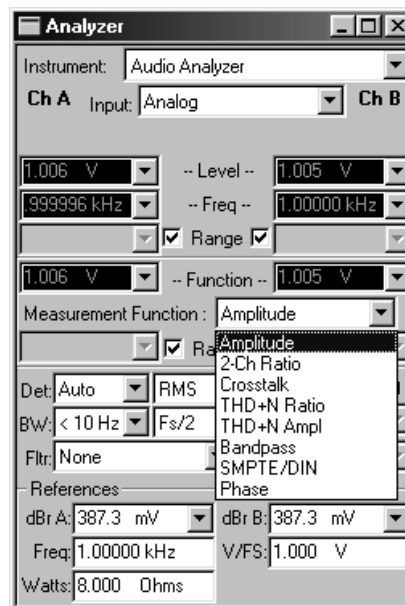 Analyzer
Instrument: Audio Analyzer
Ch A Input: Analog Ch B
1.006 V -- Level -- 1.005 V
.999996 kHz -- Freq -- 1.00000 kHz
Range
1.006 V -- Function -- 1.005 V
Measurement Function : Amplitude
Ra
Amplitude
2-Ch Ratio
Crosstalk
THD+N Ratio
THD+N Ampl
Bandpass
SMPTE/DIN
Phase
Det: Auto RMS
BW: < 10 Hz Fs/2
Fltr: None
References
dBr A: 387.3 mV dBr B: 387.3 mV
Freq: 1.00000 kHz V/FS: 1.000 V
Watts: 8.000 Ohms